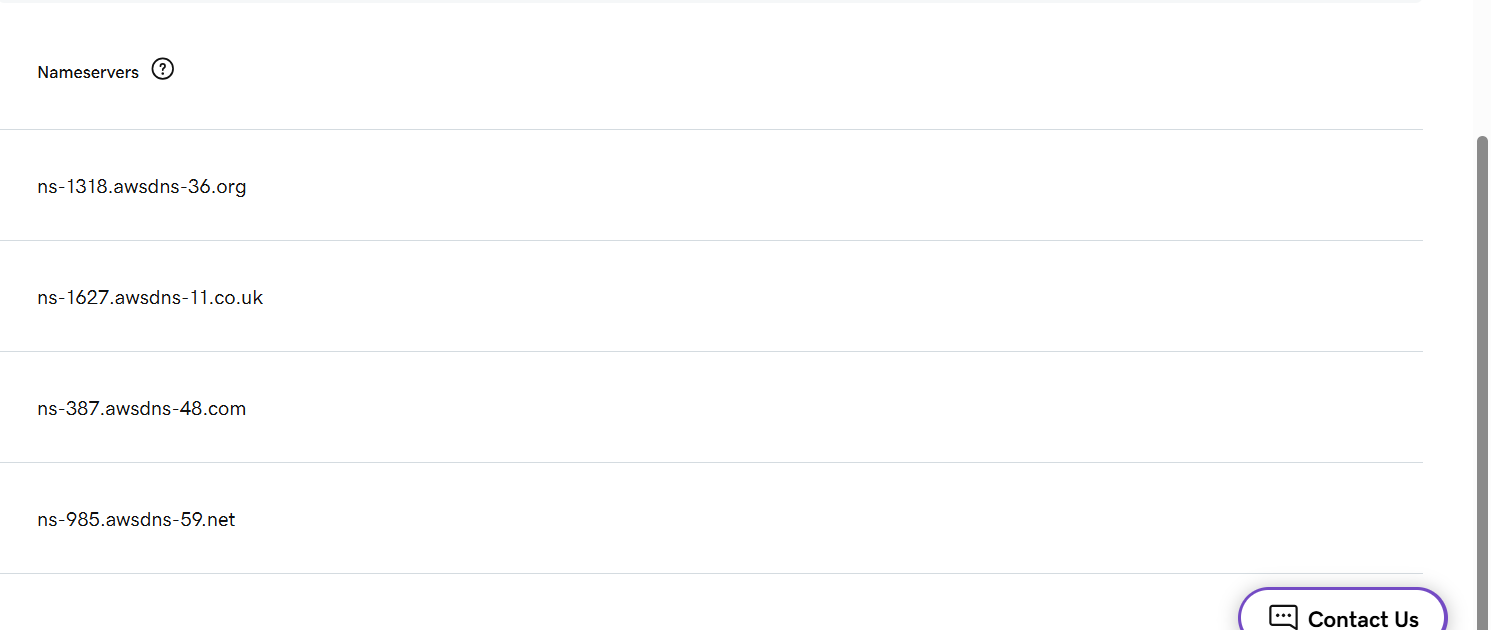 Nameservers
ns-1318.awsdns-36.org
ns-1627.awsdns-11.co.uk
ns-387.awsdns-48.com
ns-985.awsdns-59.net
Contact Us